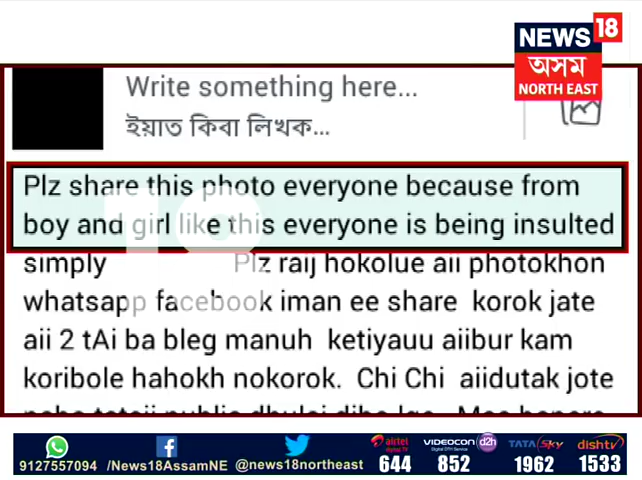 NEWS 18
অসম
NORTH EAST
Write something here...
ইয়াত কিবা লিখক...
Plz share this photo everyone because from
boy and girl like this everyone is being insulted
simply Plz raij hokolue aii photokhon
whatsapp facebook iman ee share korok jate
aii 2 tAi ba bleg manuh ketiyauu aiibur kam
koribole hahokh nokorok. Chi Chi aiidutak jote
18
9127557094 /News18AssamNE @news18northeast
airtel 644
VIDEOCON d2h 852
TATA Sky 1962
dishtv 1533